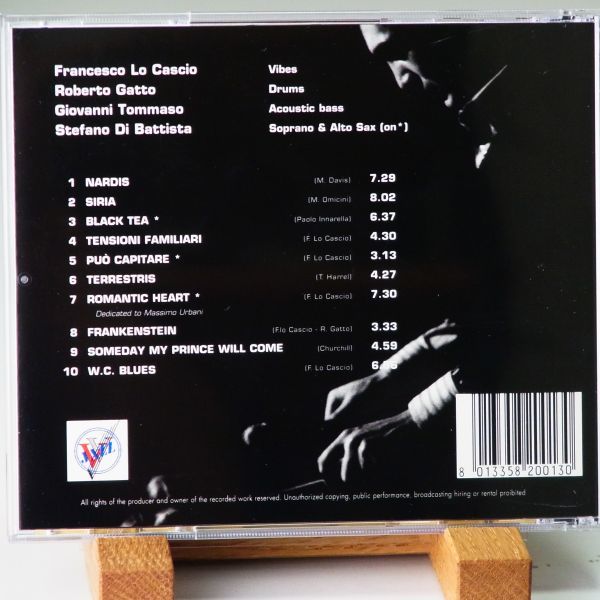 Francesco Lo Cascio Vibes
Roberto Gatto Drums
Giovanni Tommaso Acoustic bass
Stefano Di Battista Soprano & Alto Sax (on*)
1 NARDIS (M. Davis) 7.29
2 SIRIA (M. Omicini) 8.02
3 BLACK TEA * (Paolo Innarella) 6.37
4 TENSIONI FAMILIARI (F. Lo Cascio) 4.30
5 PUÒ CAPITARE * (F. Lo Cascio) 3.13
6 TERRESTRIS (T. Harrel) 4.27
7 ROMANTIC HEART * (F. Lo Cascio) 7.30
Dedicated to Massimo Urbani
8 FRANKENSTEIN (F.lo Cascio - R. Gatto) 3.33
9 SOMEDAY MY PRINCE WILL COME (Churchill) 4.59
10 W.C. BLUES (F. Lo Cascio)
8 013358 200130
All rights of the producer and owner of the recorded work reserved. Unauthorized copying, public performance, broadcasting hiring or rental prohibited